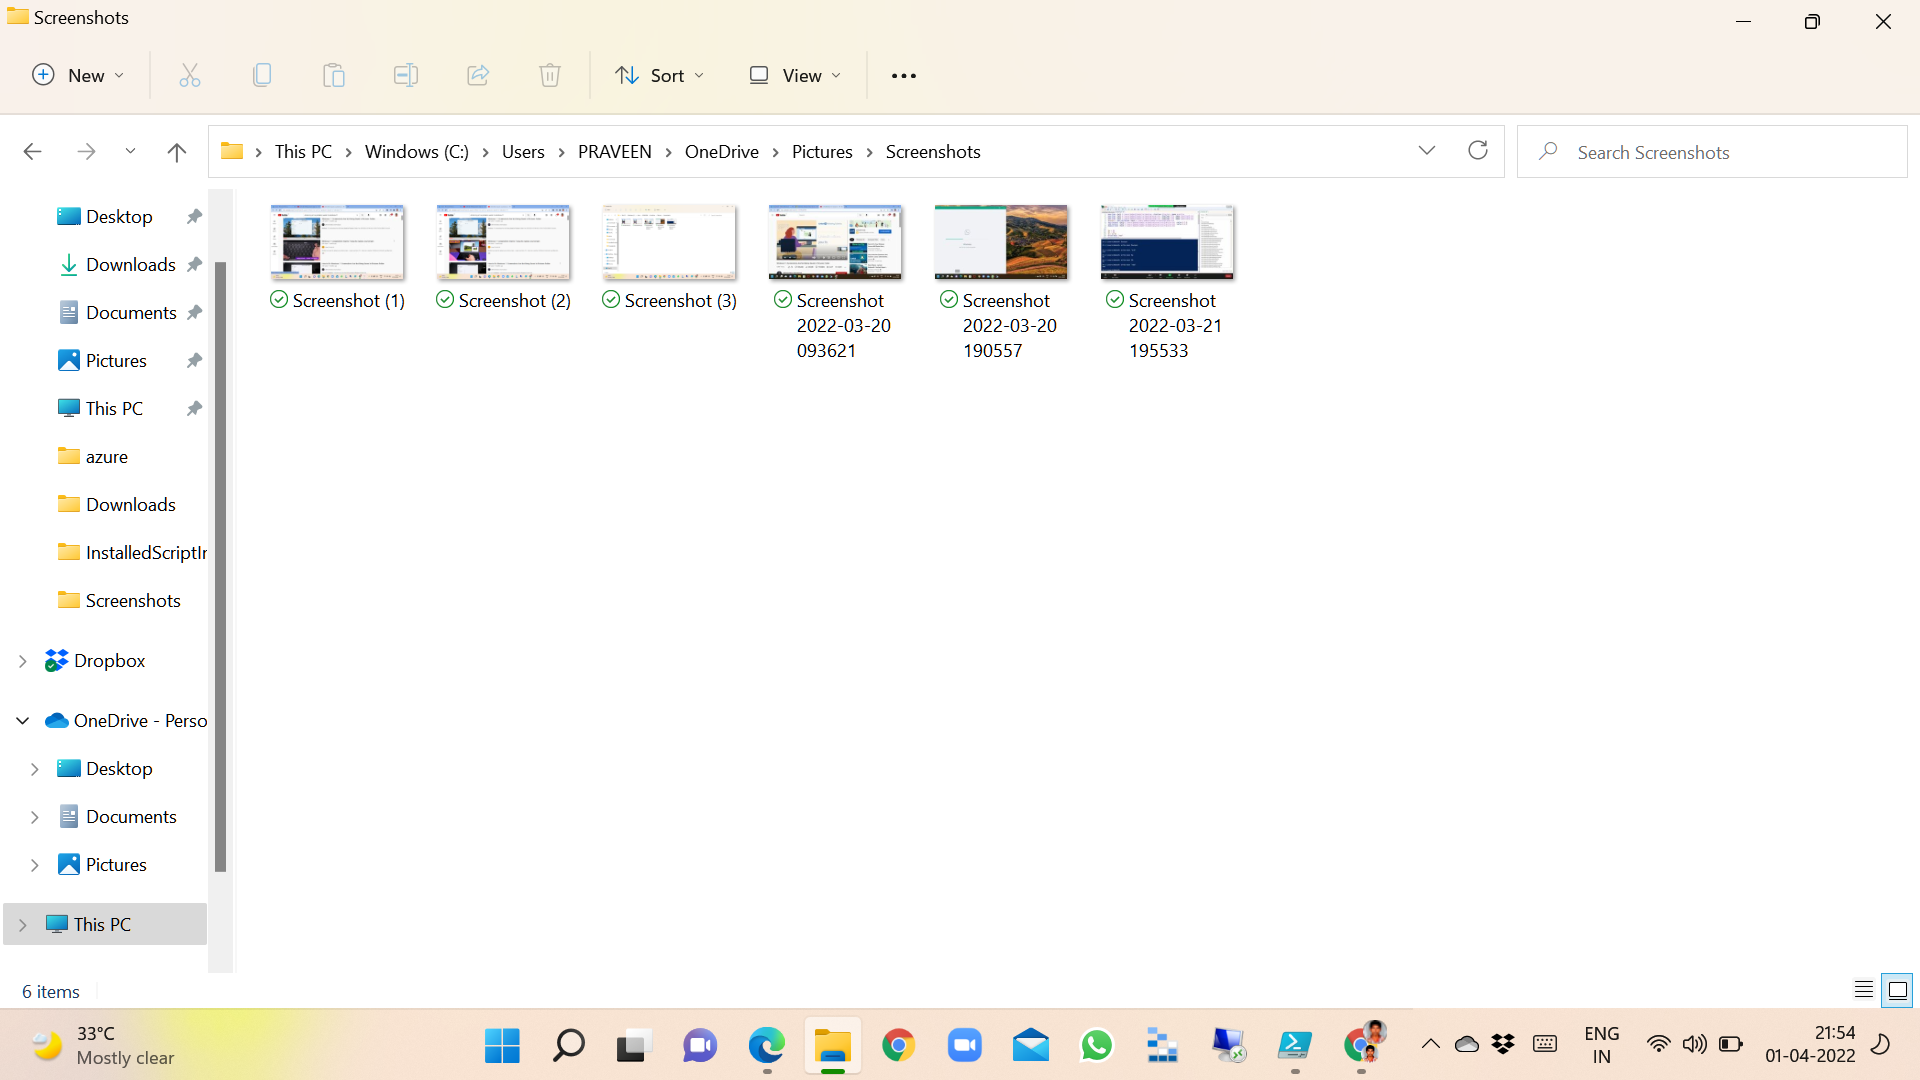 Screenshots
New
Sort
View
This PC
Windows (C:)
Users
PRAVEEN
OneDrive
Pictures
Screenshots
Search Screenshots
Desktop
Downloads
Documents
Pictures
This PC
azure
Downloads
InstalledScriptIn
Screenshots
Dropbox
OneDrive - Perso
Desktop
Documents
Pictures
This PC
Screenshot (1)
Screenshot (2)
Screenshot (3)
Screenshot
2022-03-20
093621
Screenshot
2022-03-20
190557
Screenshot
2022-03-21
195533
6 items
33°C
Mostly clear
ENG
IN
21:54
01-04-2022